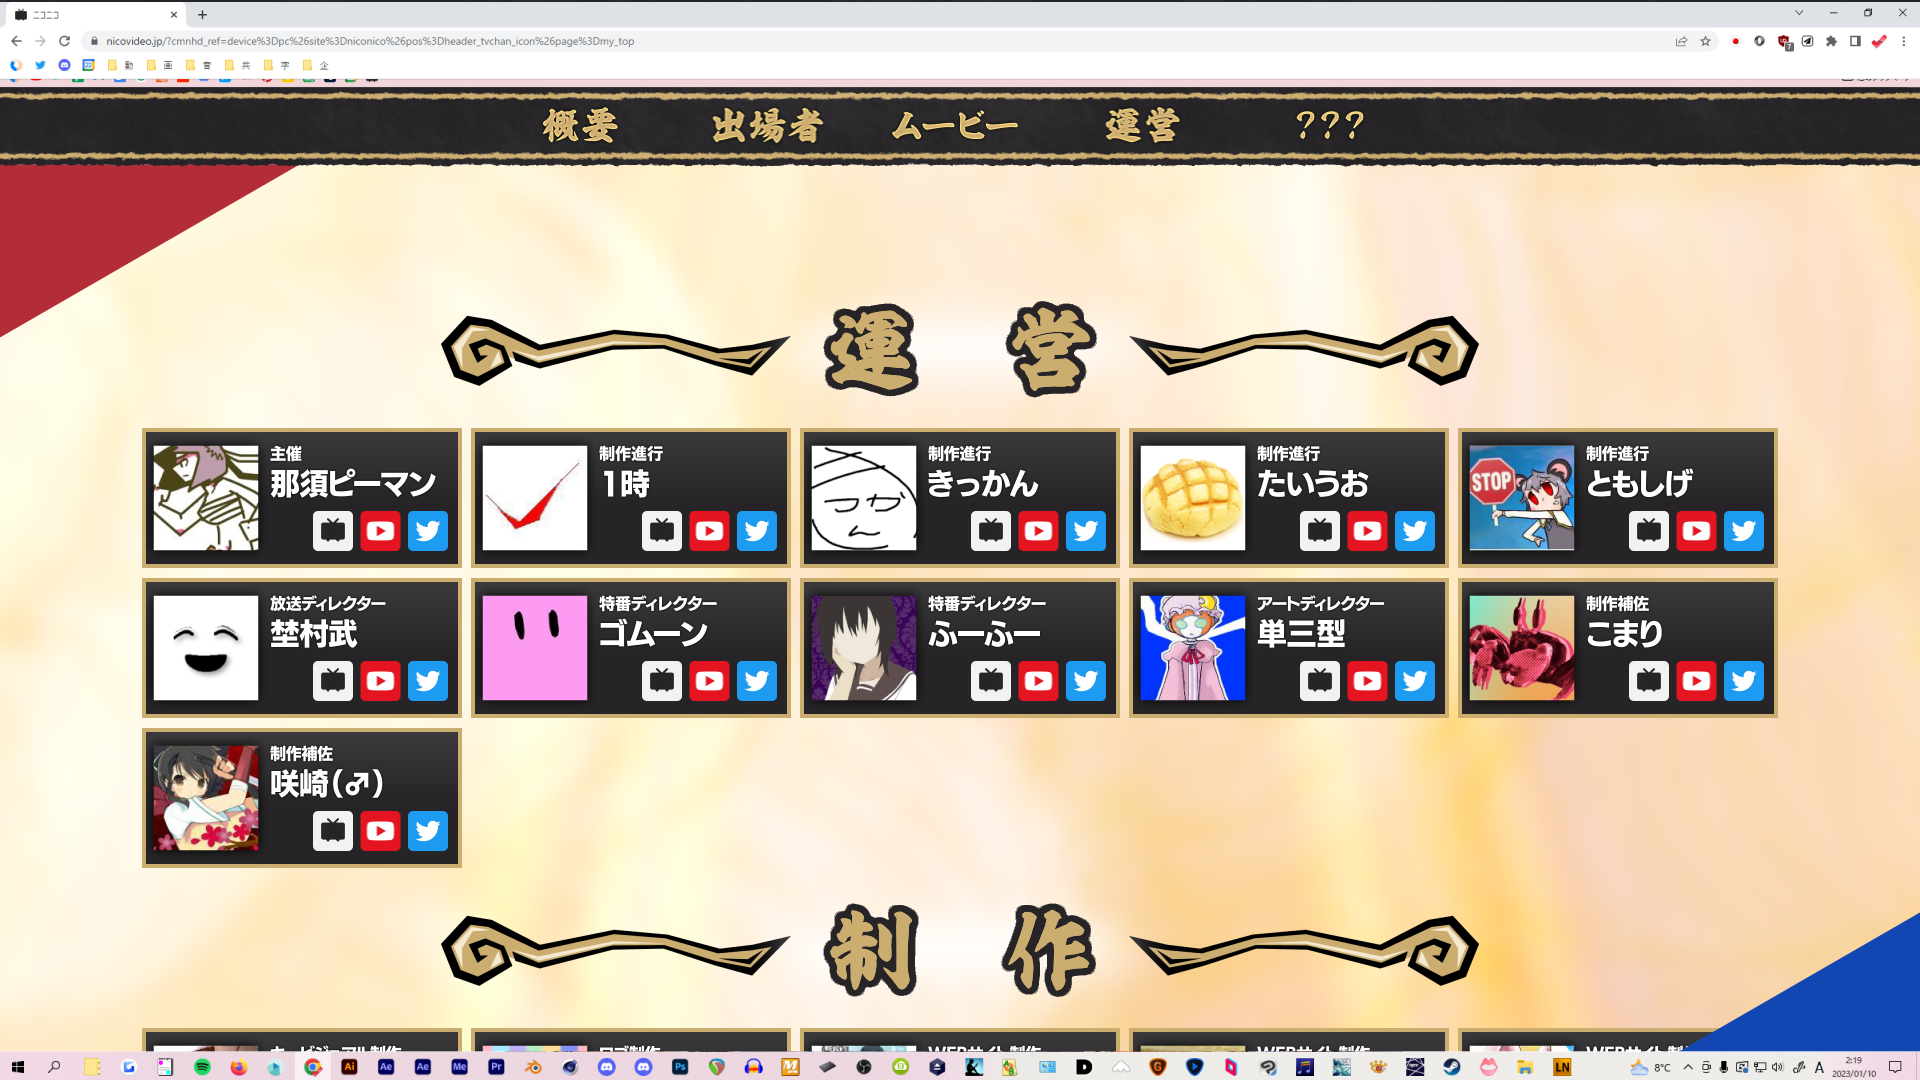 ニコニコ
nicovideo.jp/?cmnhd_ref=device%3Dpc%26site%3Dniconico%26pos%3Dheader_tvchan_icon%26page%3Dmy_top
動 画 音 共 字 企
概要 出場者 ムービー 運営 ???
運営
主催
那須ピーマン
制作進行
1時
制作進行
きっかん
制作進行
たいうお
制作進行
ともしげ
STOP
放送ディレクター
埜村武
特番ディレクター
ゴムーン
特番ディレクター
ふーふー
アートディレクター
単三型
制作補佐
こまり
制作補佐
咲崎(♂)
制作
8°C
A
2:19
2023/01/10